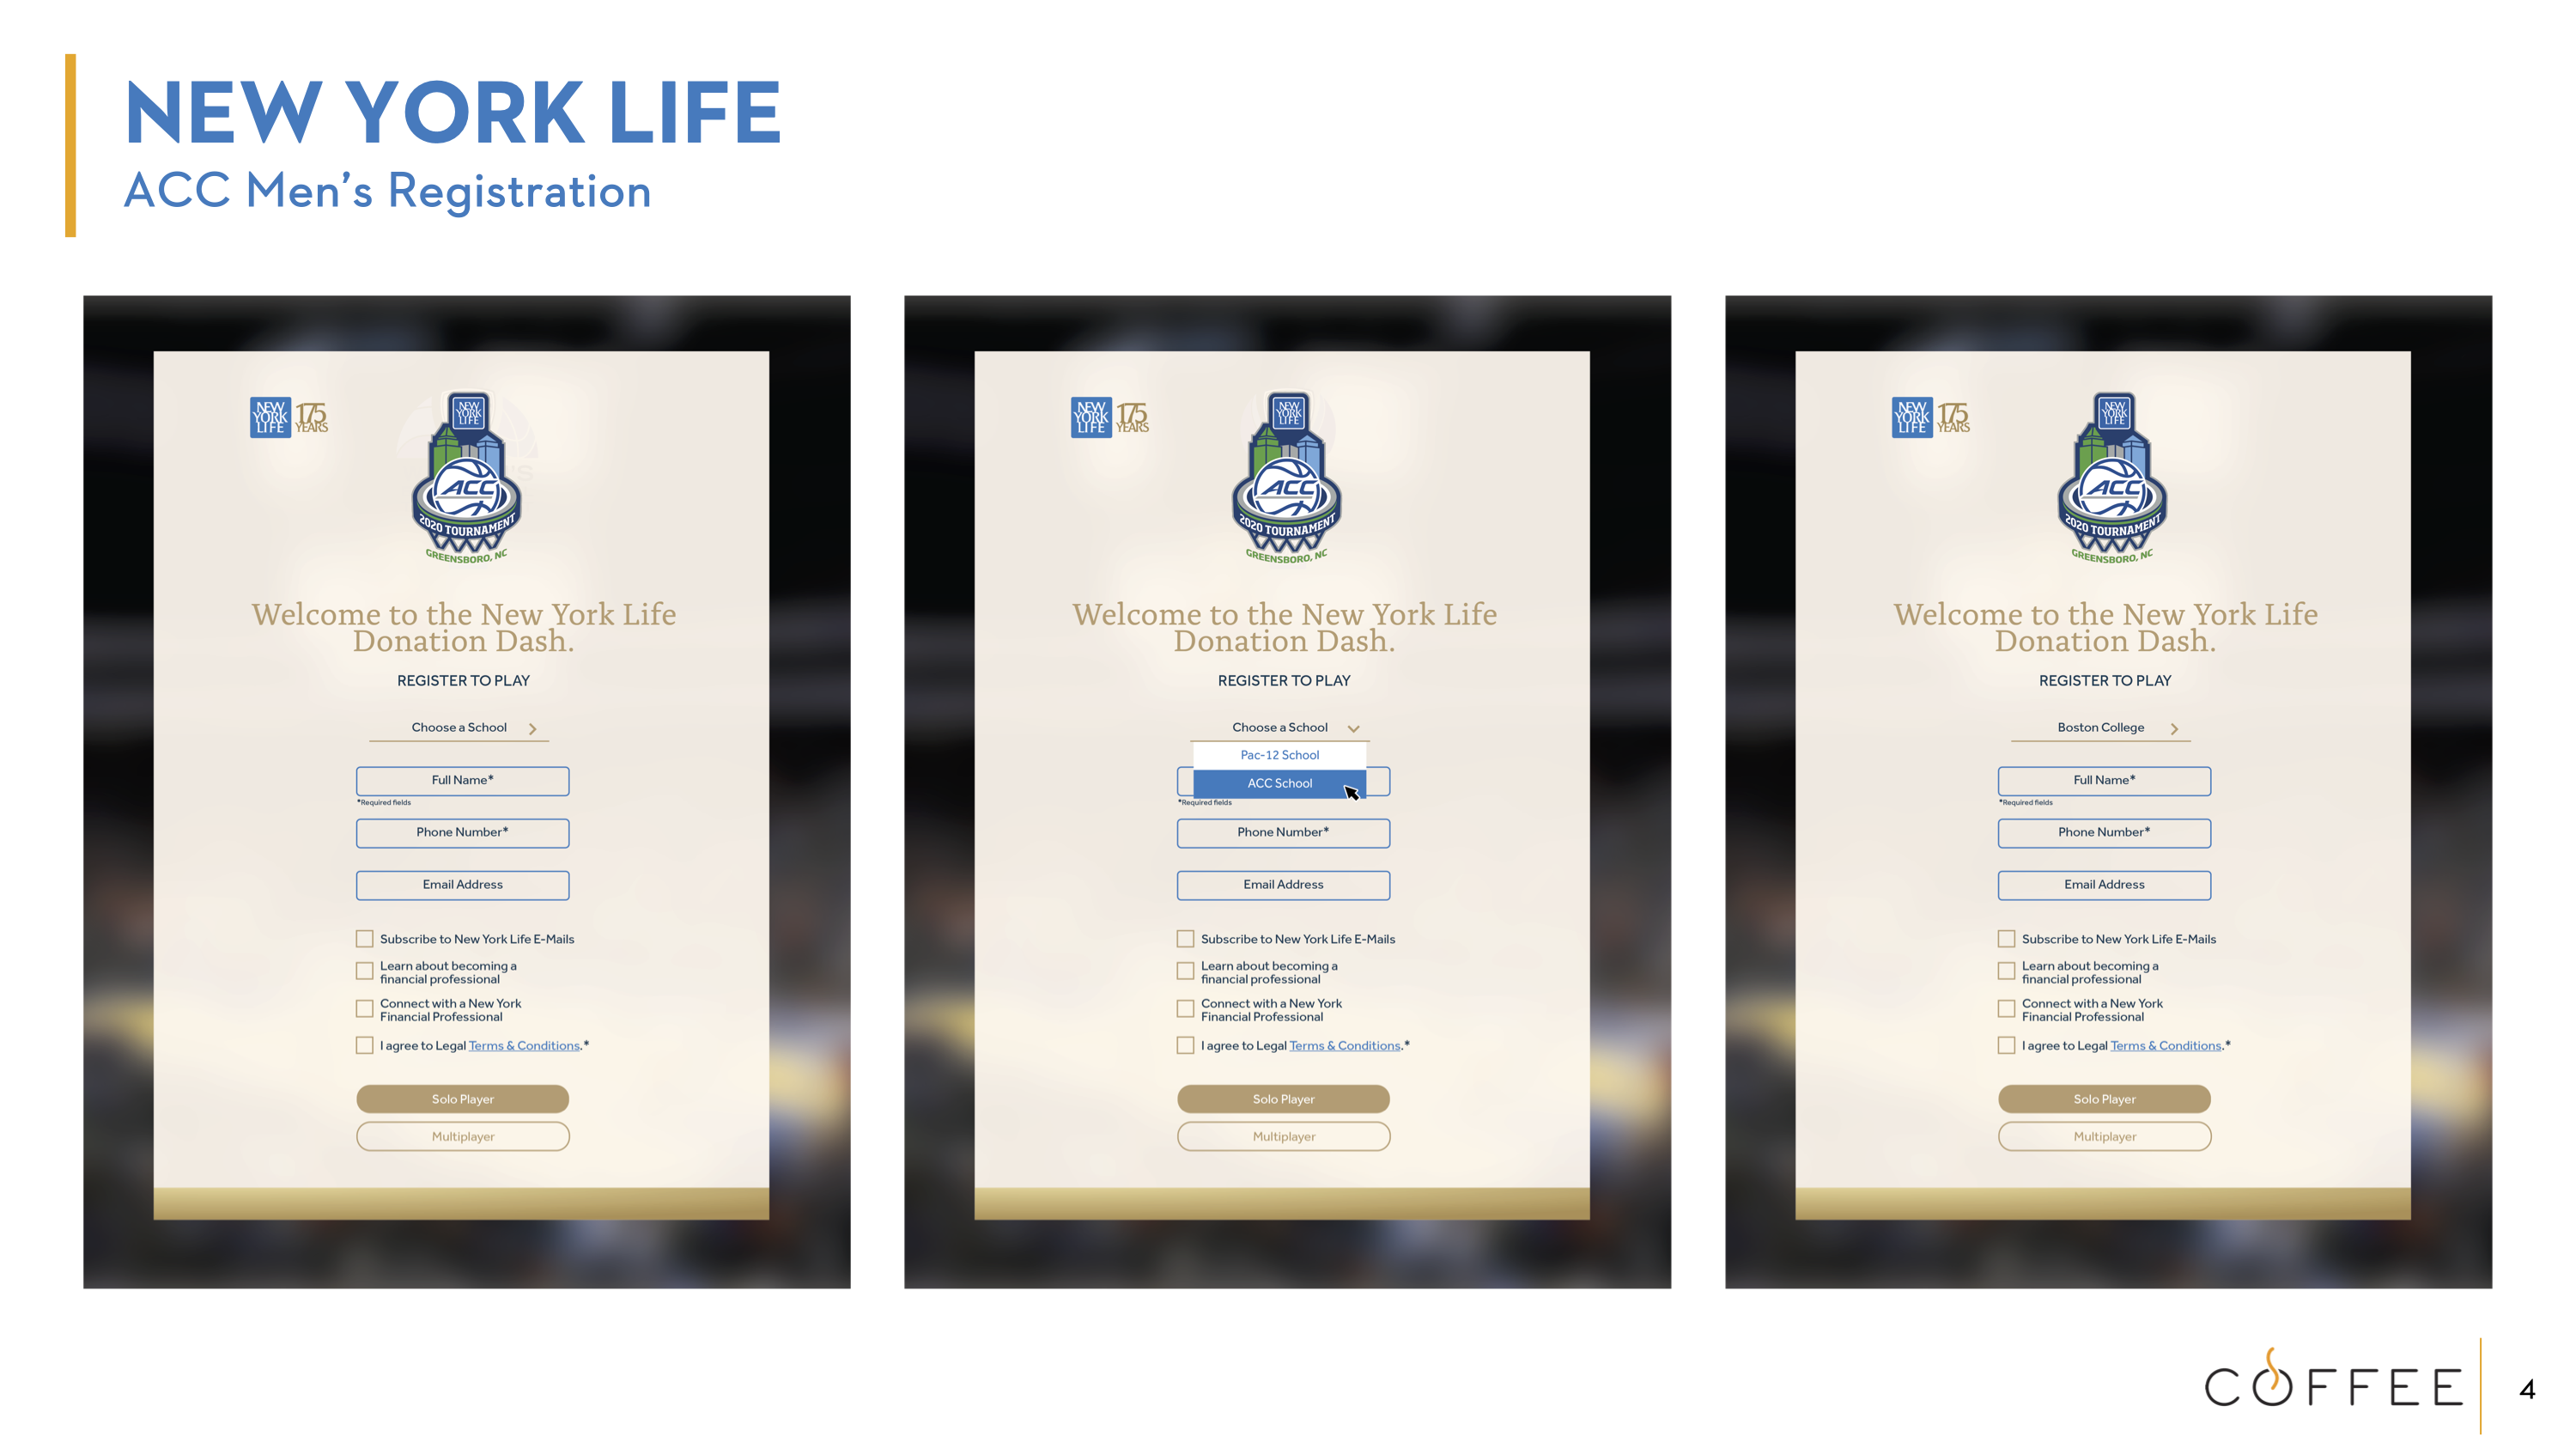 NEW YORK LIFE
ACC Men's Registration
NEW
YORK
LIFE
175
YEARS
NEW
YORK
LIFE
ACC
2020 TOURNAMENT
GREENSBORO, NC
Welcome to the New York Life
Donation Dash.
REGISTER TO PLAY
Choose a School
Full Name*
*Required fields
Phone Number*
Email Address
Subscribe to New York Life E-Mails
Learn about becoming a
financial professional
Connect with a New York
Financial Professional
I agree to Legal Terms & Conditions.*
Solo Player
Multiplayer
NEW
YORK
LIFE
175
YEARS
NEW
YORK
LIFE
ACC
2020 TOURNAMENT
GREENSBORO, NC
Welcome to the New York Life
Donation Dash.
REGISTER TO PLAY
Choose a School
Pac-12 School
ACC School
*Required fields
Phone Number*
Email Address
Subscribe to New York Life E-Mails
Learn about becoming a
financial professional
Connect with a New York
Financial Professional
I agree to Legal Terms & Conditions.*
Solo Player
Multiplayer
NEW
YORK
LIFE
175
YEARS
NEW
YORK
LIFE
ACC
2020 TOURNAMENT
GREENSBORO, NC
Welcome to the New York Life
Donation Dash.
REGISTER TO PLAY
Boston College
Full Name*
*Required fields
Phone Number*
Email Address
Subscribe to New York Life E-Mails
Learn about becoming a
financial professional
Connect with a New York
Financial Professional
I agree to Legal Terms & Conditions.*
Solo Player
Multiplayer
COFFEE
4